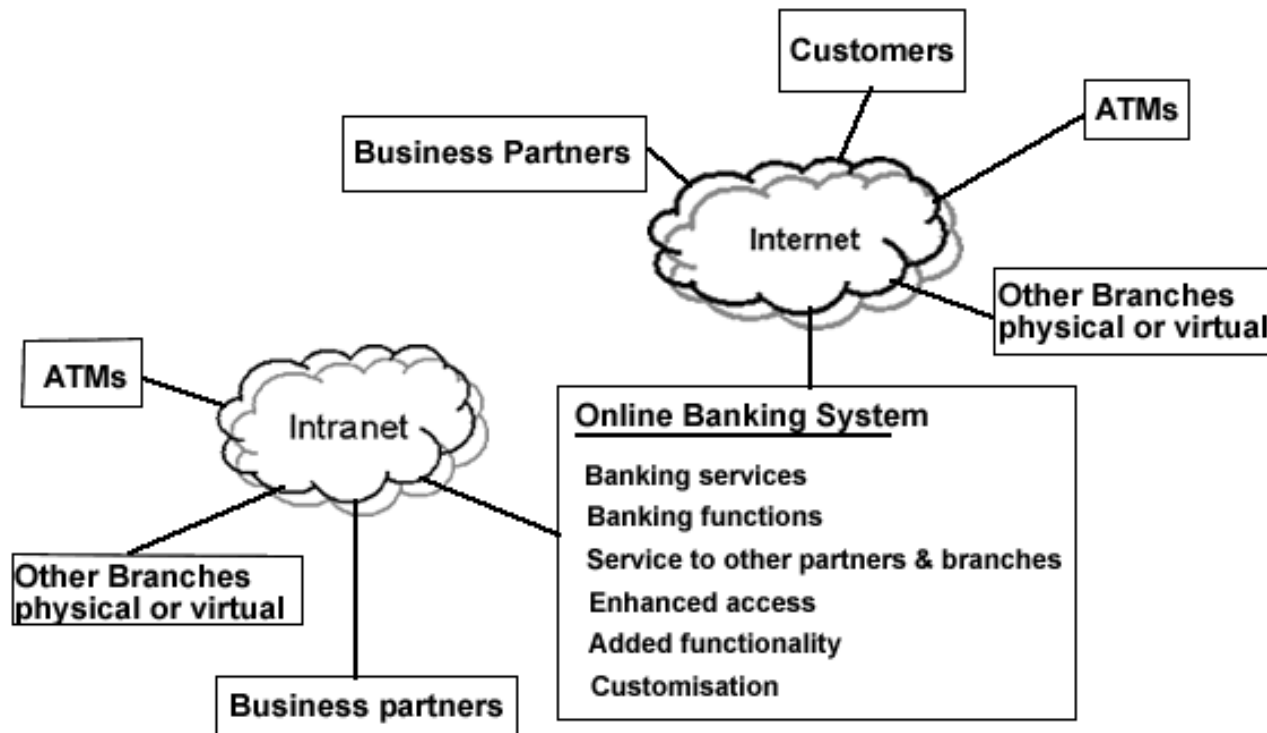 Customers
ATMs
Business Partners
Internet
Other Branches
physical or virtual
ATMs
Intranet
Online Banking System
Banking services
Banking functions
Service to other partners & branches
Enhanced access
Added functionality
Customisation
Other Branches
physical or virtual
Business partners